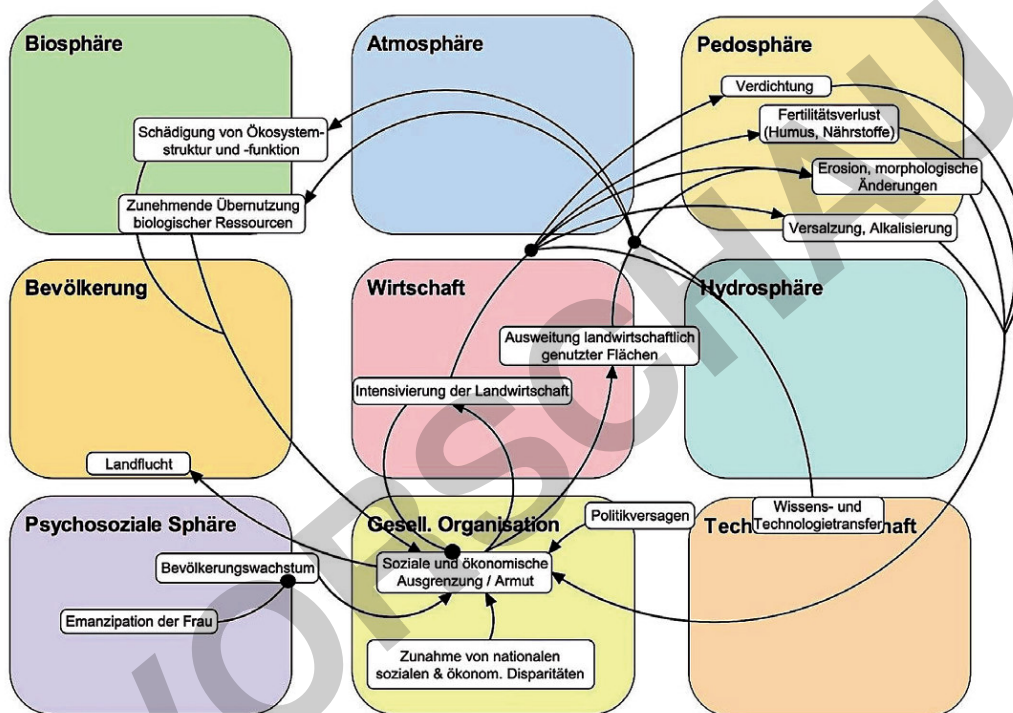 Biosphäre
Atmosphäre
Pedosphäre
Verdichtung
Schädigung von Ökosystem-
struktur und -funktion
Fertilitätsverlust
(Humus, Nährstoffe)
Erosion, morphologische
Änderungen
Zunehmende Übernutzung
biologischer Ressourcen
Versalzung, Alkalisierung
Bevölkerung
Wirtschaft
Hydrosphäre
Ausweitung landwirtschaftlich
genutzter Flächen
Intensivierung der Landwirtschaft
Landflucht
Psychosoziale Sphäre
Gesell. Organisation
Politikversagen
Wissens- und
Technologietransfer
Bevölkerungswachstum
Soziale und ökonomische
Ausgrenzung / Armut
Emanzipation der Frau
Zunahme von nationalen
sozialen & ökonom. Disparitäten
VORSCHAU